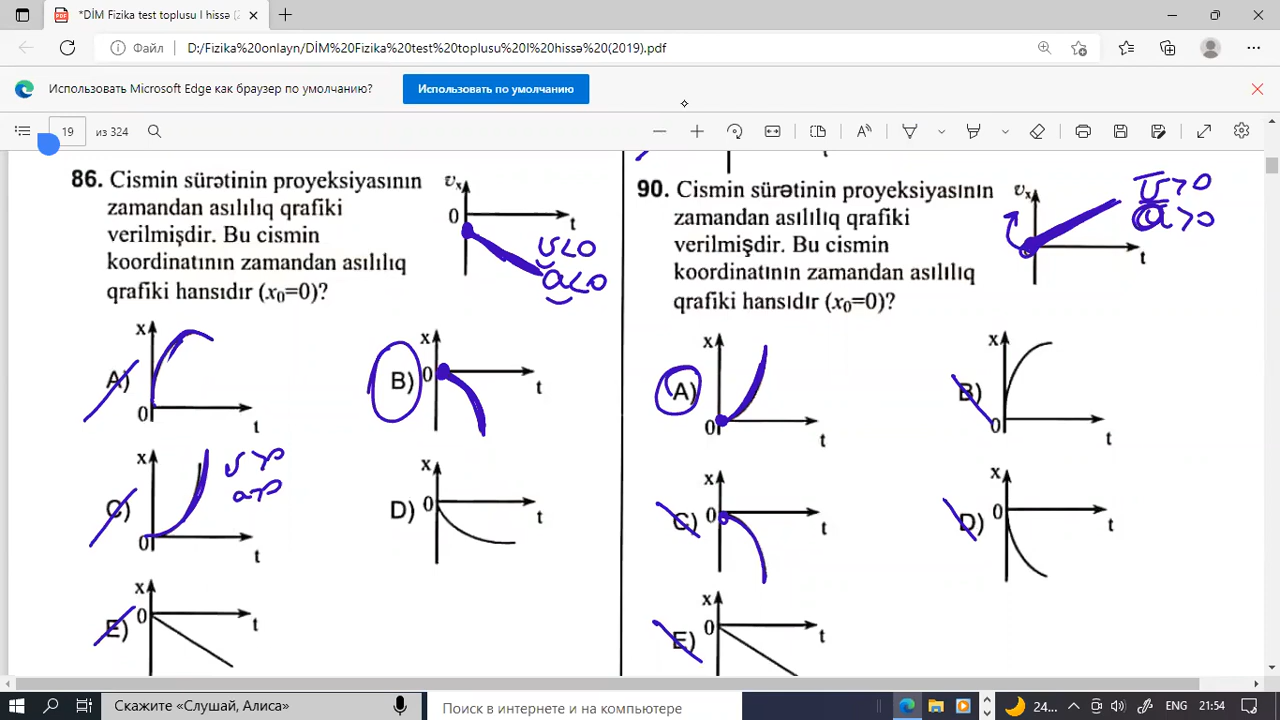 *DİM Fizika test toplusu I hissə (2
Файл
D:/Fizika%20onlayn/DİM%20Fizika%20test%20toplusu%20I%20hissə%20(2019).pdf
Использовать Microsoft Edge как браузер по умолчанию?
Использовать по умолчанию
19 из 324
86. Cismin sürətinin proyeksiyasının
zamandan asılılıq qrafiki
verilmişdir. Bu cismin
koordinatının zamandan asılılıq
qrafiki hansıdır (x₀=0)?
υx
0
t
υ<0
a<0
A)
x
0
t
B)
x
0
t
C)
x
0
t
υ>0
a>0
D)
x
0
t
E)
x
0
t
90. Cismin sürətinin proyeksiyasının
zamandan asılılıq qrafiki
verilmişdir. Bu cismin
koordinatının zamandan asılılıq
qrafiki hansıdır (x₀=0)?
υx
t
υ>0
a>0
A)
x
0
t
B)
x
0
t
C)
x
0
t
D)
x
0
t
E)
x
0
t
Скажите «Слушай, Алиса»
Поиск в интернете и на компьютере
24...
ENG
21:54